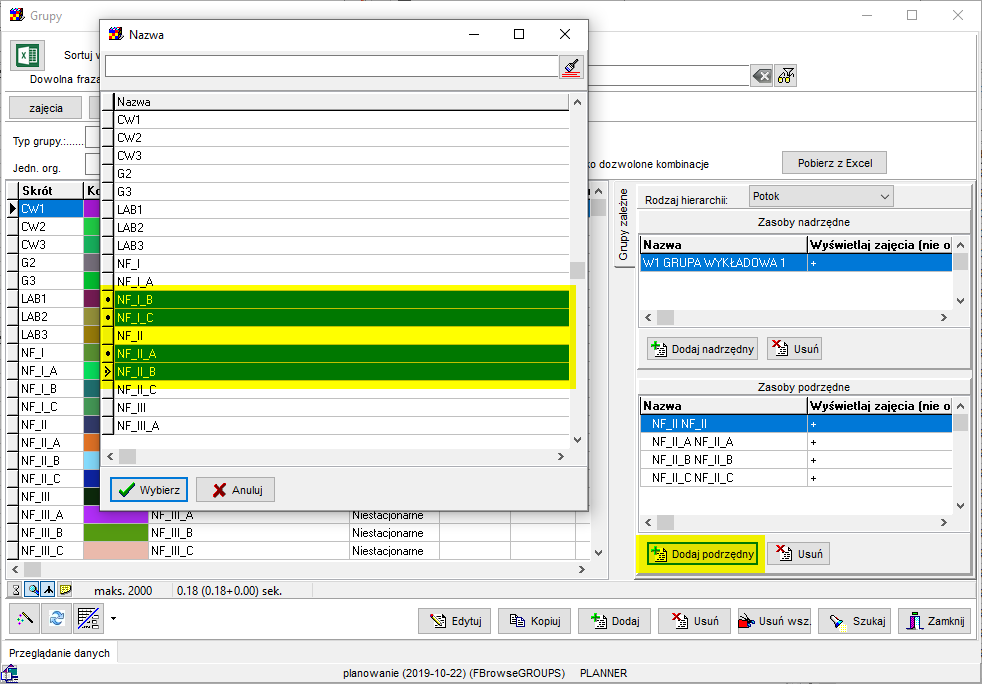 Grupy
Sortuj w
Dowolna fraza
zajęcia
Typ grupy.:......
Jedn. org.
ko dozwolone kombinacje
Pobierz z Excel
Nazwa
Nazwa
CW1
CW2
CW3
G2
G3
LAB1
LAB2
LAB3
NF_I
NF_I_A
NF_I_B
NF_I_C
NF_II
NF_II_A
NF_II_B
NF_II_C
NF_III
NF_III_A
Wybierz
Anuluj
Skrót Ko
CW1
CW2
CW3
G2
G3
LAB1
LAB2
LAB3
NF_I
NF_I_A
NF_I_B
NF_I_C
NF_II
NF_II_A
NF_II_B
NF_II_C
NF_III
NF_III_A NF_III_A Niestacjonarne
NF_III_B NF_III_B Niestacjonarne
NF_III_C NF_III_C Niestacjonarne
Grupy zależne
Rodzaj hierarchii: Potok
Zasoby nadrzędne
Nazwa Wyświetlaj zajęcia (nie o
W1 GRUPA WYKŁADOWA 1 +
Dodaj nadrzędny Usuń
Zasoby podrzędne
Nazwa Wyświetlaj zajęcia (nie o
NF_II NF_II +
NF_II_A NF_II_A +
NF_II_B NF_II_B +
NF_II_C NF_II_C +
Dodaj podrzędny Usuń
maks. 2000 0.18 (0.18+0.00) sek.
Edytuj Kopiuj Dodaj Usuń Usuń wsz. Szukaj Zamknij
Przeglądanie danych
planowanie (2019-10-22) (FBrowseGROUPS) PLANNER